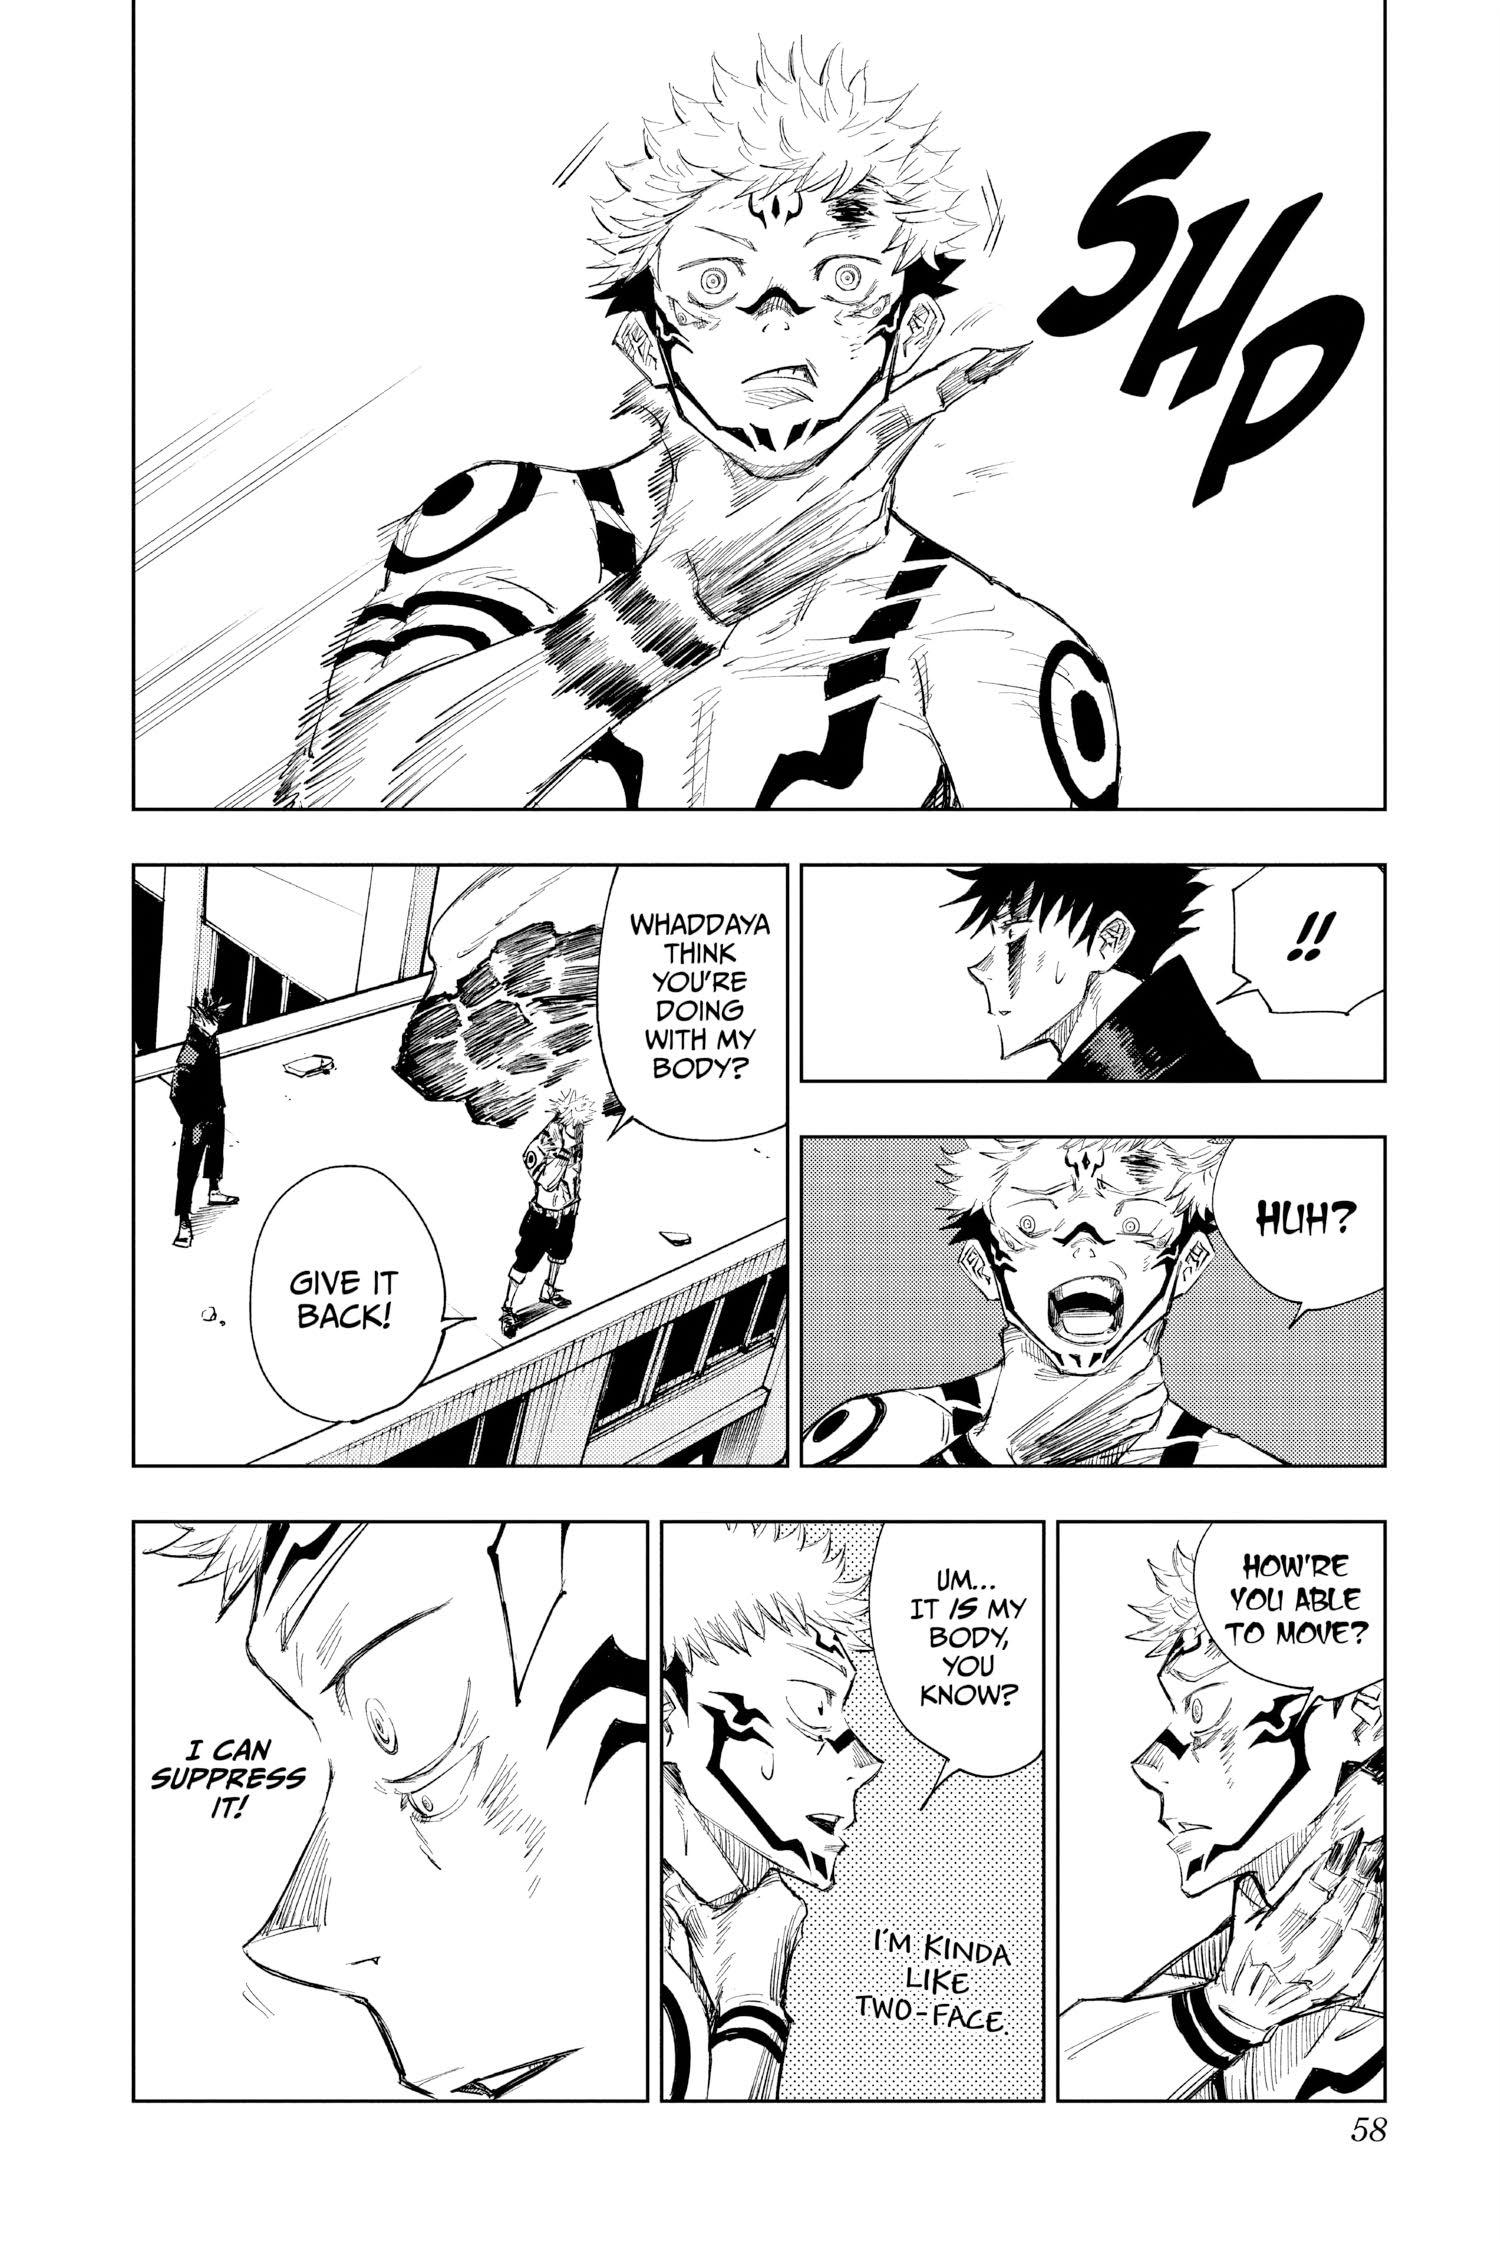 SHP
!!
HUH?
WHADDAYA
THINK
YOU'RE
DOING
WITH MY
BODY?
GIVE IT
BACK!
HOW'RE
YOU ABLE
TO MOVE?
UM...
IT IS MY
BODY,
YOU
KNOW?
I'M KINDA
LIKE
TWO-FACE.
I CAN
SUPPRESS
IT!
58